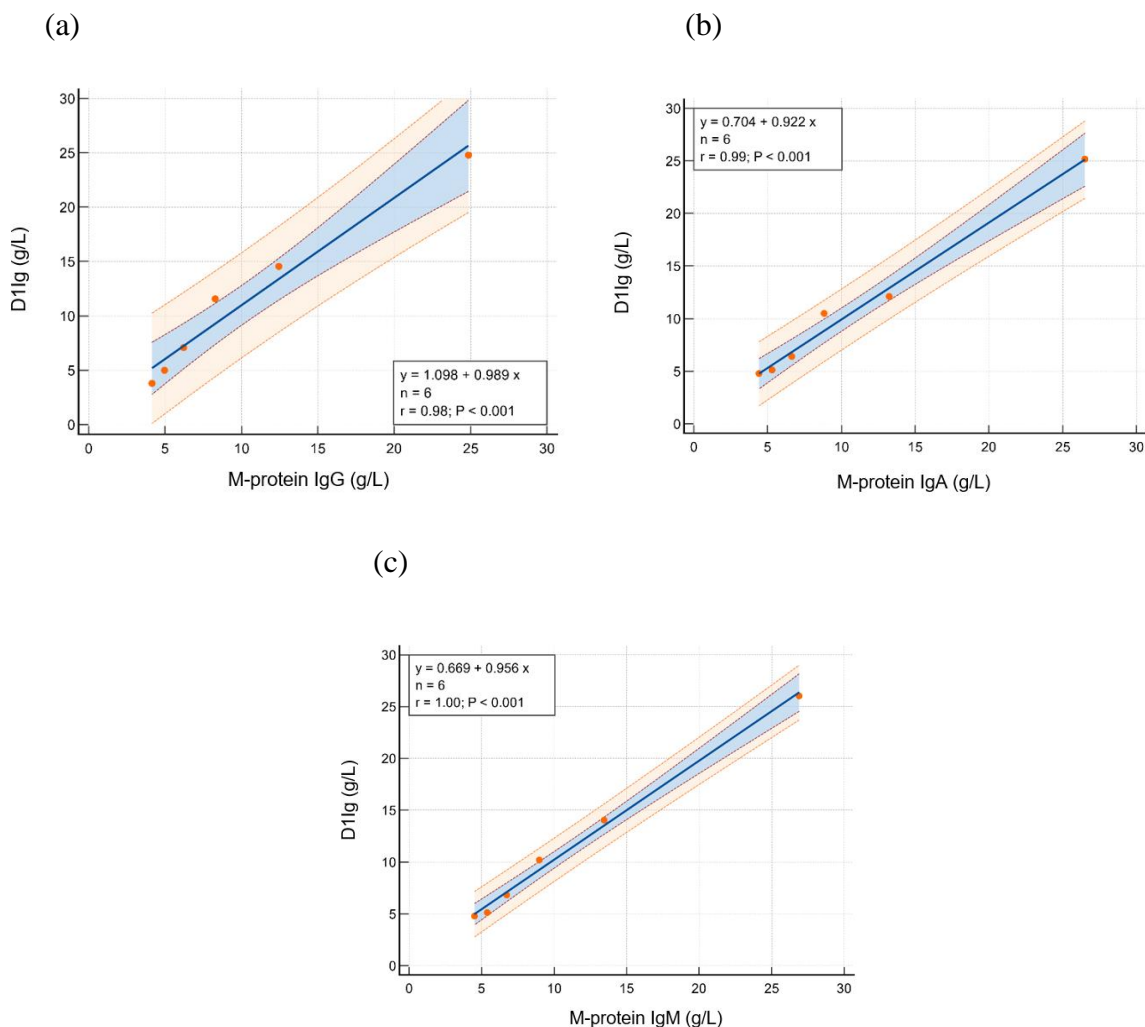 (a)
30
25
20
15
10
5
0
D1Ig (g/L)
y = 1.098 + 0.989 x
n = 6
r = 0.98; P < 0.001
0 5 10 15 20 25 30
M-protein IgG (g/L)
(b)
30
25
20
15
10
5
0
D1Ig (g/L)
y = 0.704 + 0.922 x
n = 6
r = 0.99; P < 0.001
0 5 10 15 20 25 30
M-protein IgA (g/L)
(c)
30
25
20
15
10
5
0
D1Ig (g/L)
y = 0.669 + 0.956 x
n = 6
r = 1.00; P < 0.001
0 5 10 15 20 25 30
M-protein IgM (g/L)